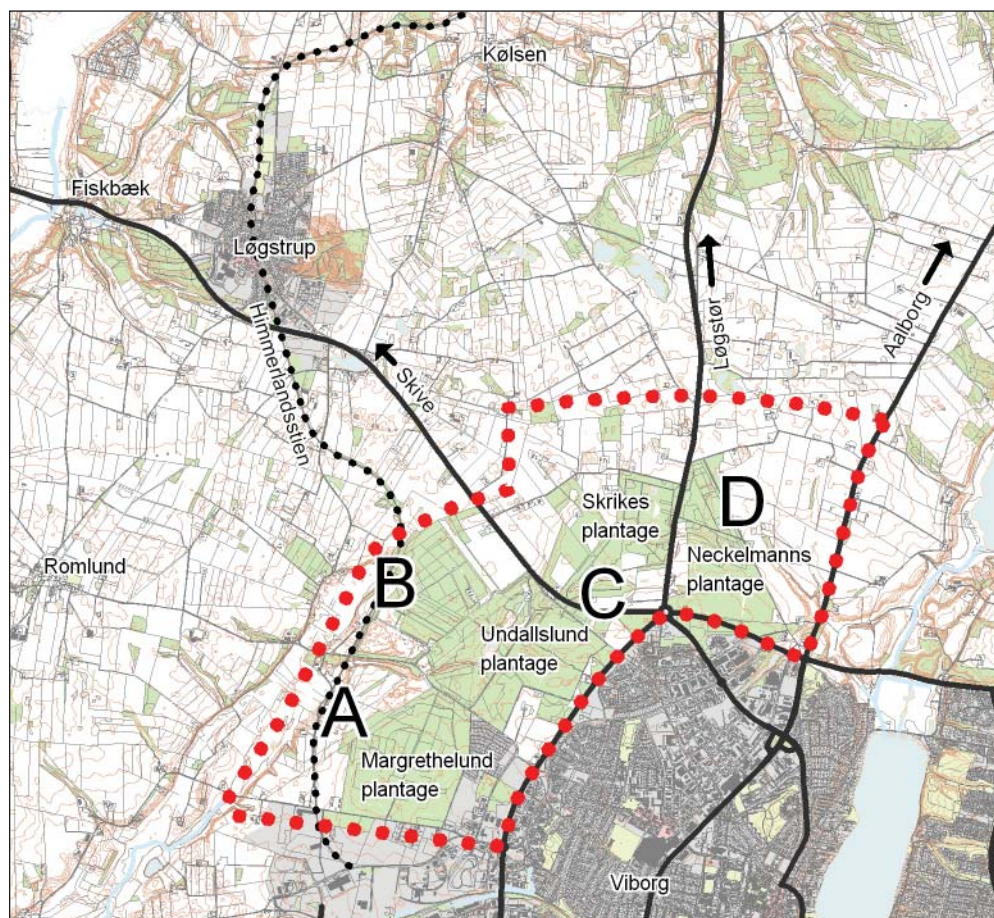 Kølsen
Fiskbæk
Løgstrup
Himmerlandsstien
Skive
Løgstør
Aalborg
Romlund
Skrikes
plantage
D
Neckelmanns
plantage
B
C
Undallslund
plantage
A
Margrethelund
plantage
Viborg